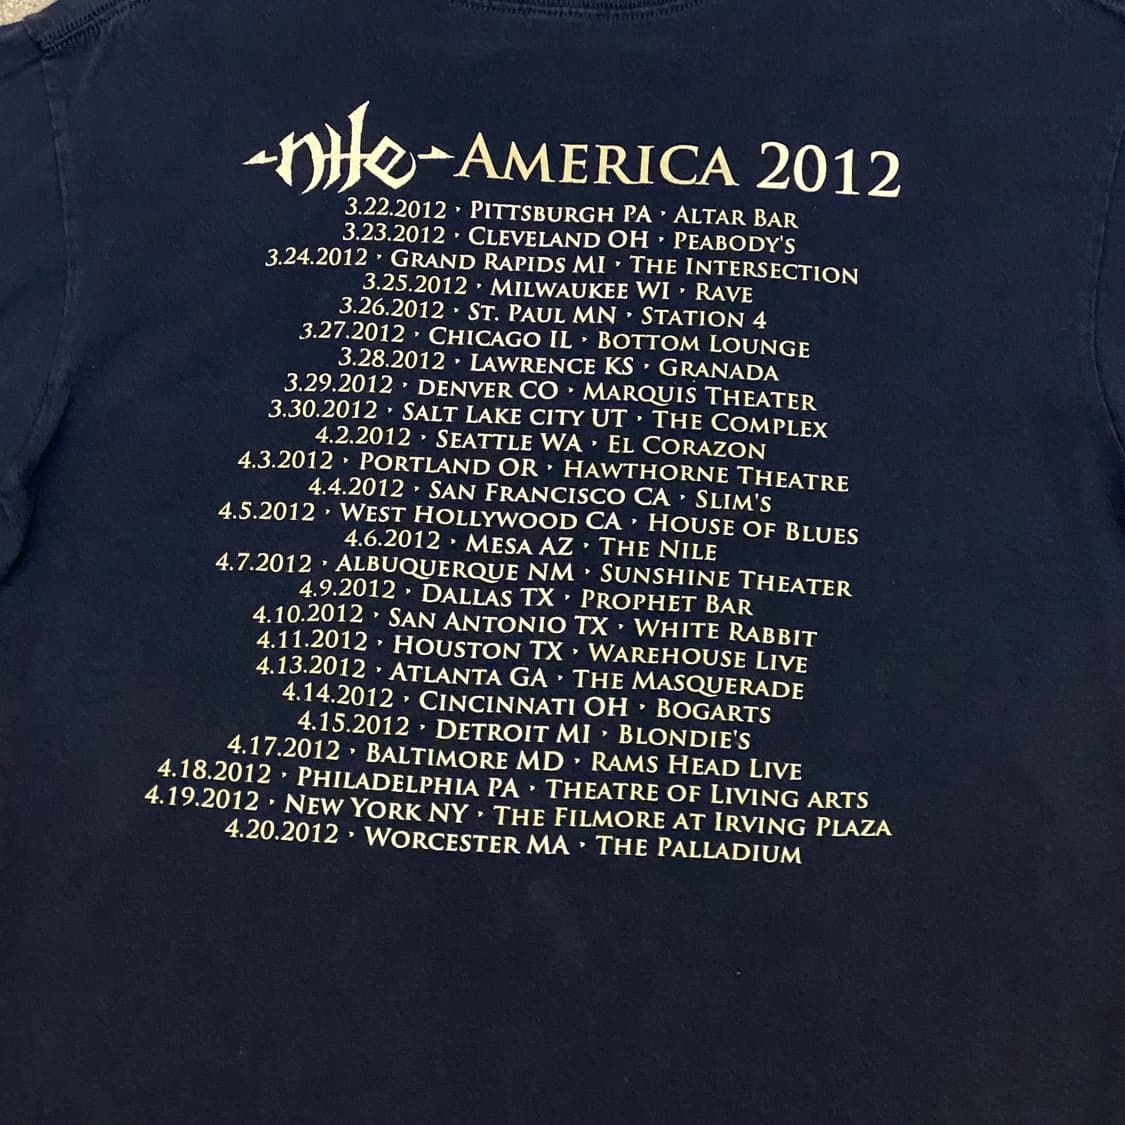 -nile- AMERICA 2012
3.22.2012 · PITTSBURGH PA · ALTAR BAR
3.23.2012 · CLEVELAND OH · PEABODY'S
3.24.2012 · GRAND RAPIDS MI · THE INTERSECTION
3.25.2012 · MILWAUKEE WI · RAVE
3.26.2012 · ST. PAUL MN · STATION 4
3.27.2012 · CHICAGO IL · BOTTOM LOUNGE
3.28.2012 · LAWRENCE KS · GRANADA
3.29.2012 · DENVER CO · MARQUIS THEATER
3.30.2012 · SALT LAKE CITY UT · THE COMPLEX
4.2.2012 · SEATTLE WA · EL CORAZON
4.3.2012 · PORTLAND OR · HAWTHORNE THEATRE
4.4.2012 · SAN FRANCISCO CA · SLIM'S
4.5.2012 · WEST HOLLYWOOD CA · HOUSE OF BLUES
4.6.2012 · MESA AZ · THE NILE
4.7.2012 · ALBUQUERQUE NM · SUNSHINE THEATER
4.9.2012 · DALLAS TX · PROPHET BAR
4.10.2012 · SAN ANTONIO TX · WHITE RABBIT
4.11.2012 · HOUSTON TX · WAREHOUSE LIVE
4.13.2012 · ATLANTA GA · THE MASQUERADE
4.14.2012 · CINCINNATI OH · BOGARTS
4.15.2012 · DETROIT MI · BLONDIE'S
4.17.2012 · BALTIMORE MD · RAMS HEAD LIVE
4.18.2012 · PHILADELPHIA PA · THEATRE OF LIVING ARTS
4.19.2012 · NEW YORK NY · THE FILMORE AT IRVING PLAZA
4.20.2012 · WORCESTER MA · THE PALLADIUM